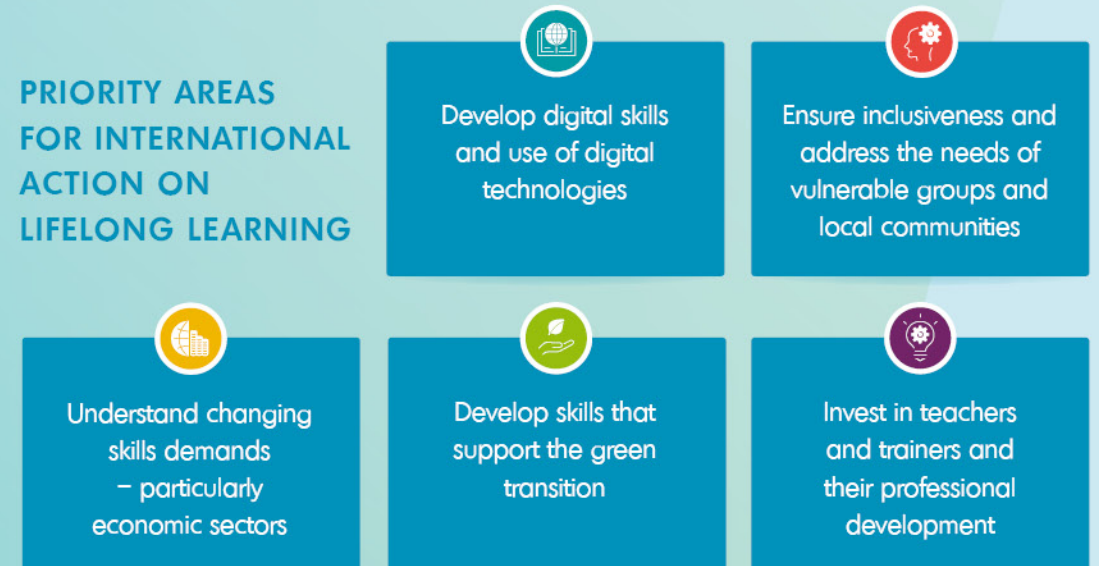 PRIORITY AREAS
FOR INTERNATIONAL
ACTION ON
LIFELONG LEARNING
Develop digital skills
and use of digital
technologies
Ensure inclusiveness and
address the needs of
vulnerable groups and
local communities
Understand changing
skills demands
– particularly
economic sectors
Develop skills that
support the green
transition
Invest in teachers
and trainers and
their professional
development